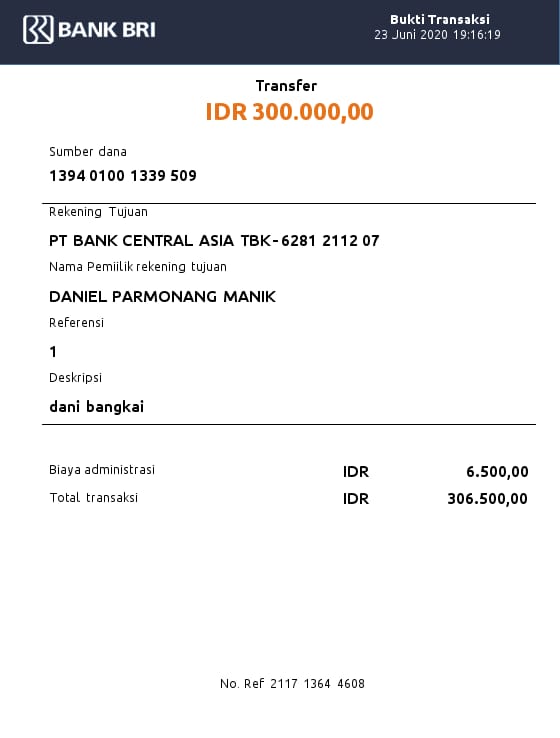 BANK BRI
Bukti Transaksi
23 Juni 2020 19:16:19
Transfer
IDR 300.000,00
Sumber dana
1394 0100 1339 509
Rekening Tujuan
PT BANK CENTRAL ASIA TBK - 6281 2112 07
Nama Pemiilik rekening tujuan
DANIEL PARMONANG MANIK
Referensi
1
Deskripsi
dani bangkai
Biaya administrasi IDR 6.500,00
Total transaksi IDR 306.500,00
No. Ref 2117 1364 4608